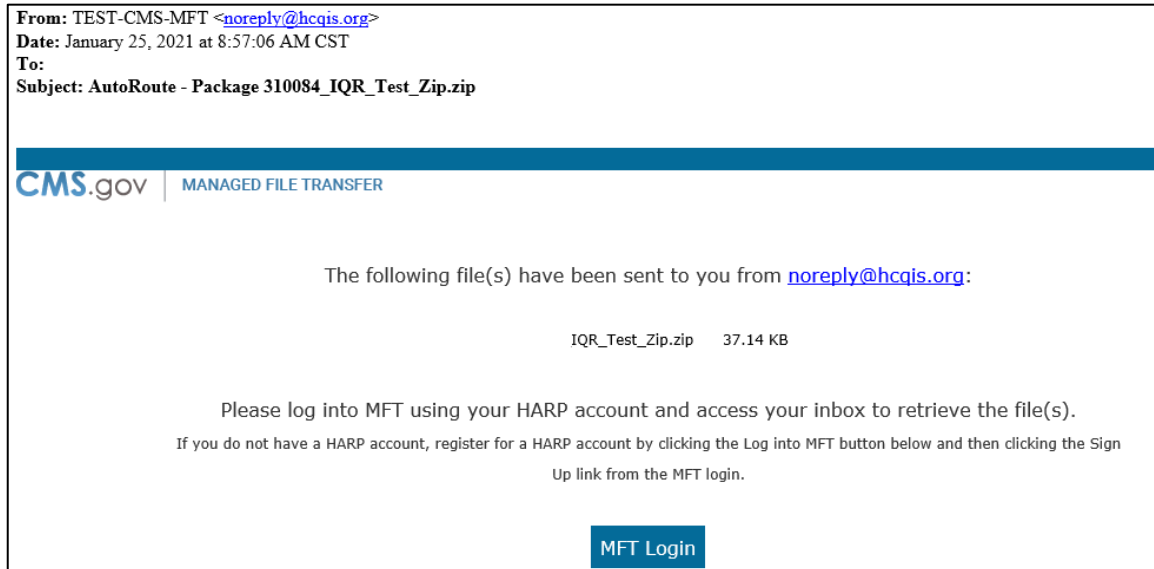 From: TEST-CMS-MFT <noreply@hcqis.org>
Date: January 25, 2021 at 8:57:06 AM CST
To:
Subject: AutoRoute - Package 310084_IQR_Test_Zip.zip
CMS.gov | MANAGED FILE TRANSFER
The following file(s) have been sent to you from noreply@hcqis.org:
IQR_Test_Zip.zip 37.14 KB
Please log into MFT using your HARP account and access your inbox to retrieve the file(s).
If you do not have a HARP account, register for a HARP account by clicking the Log into MFT button below and then clicking the Sign
Up link from the MFT login.
MFT Login